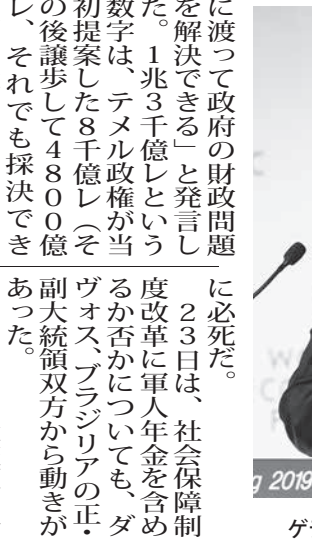 に渡って政府の財政問題
を解決できる」と発言し
た。1兆3千億レという
数字は、テメル政権が当
初提案した8千億レ(そ
の後譲歩して4800億
レ、それでも採決でき
に必死だ。
23日は、社会保障制
度改革に軍人年金を含め
るか否かについても、ダ
ヴォス、ブラジリアの正・
副大統領双方から動きが
あった。
g 2019
ゲ